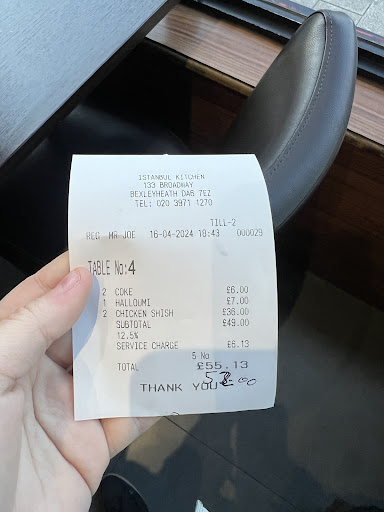 ISTANBUL KITCHEN
133 BROADWAY
BEXLEYHEATH DA6 7EZ
TEL: 020 3971 1270
TILL-2
REG MR JOE 16-04-2024 18:43 000029
TABLE No:4
2 COKE £6.00
1 HALLOUMI £7.00
2 CHICKEN SHISH £36.00
SUBTOTAL £49.00
12.5%
SERVICE CHARGE £6.13
5 No
TOTAL £55.13
THANK YOU